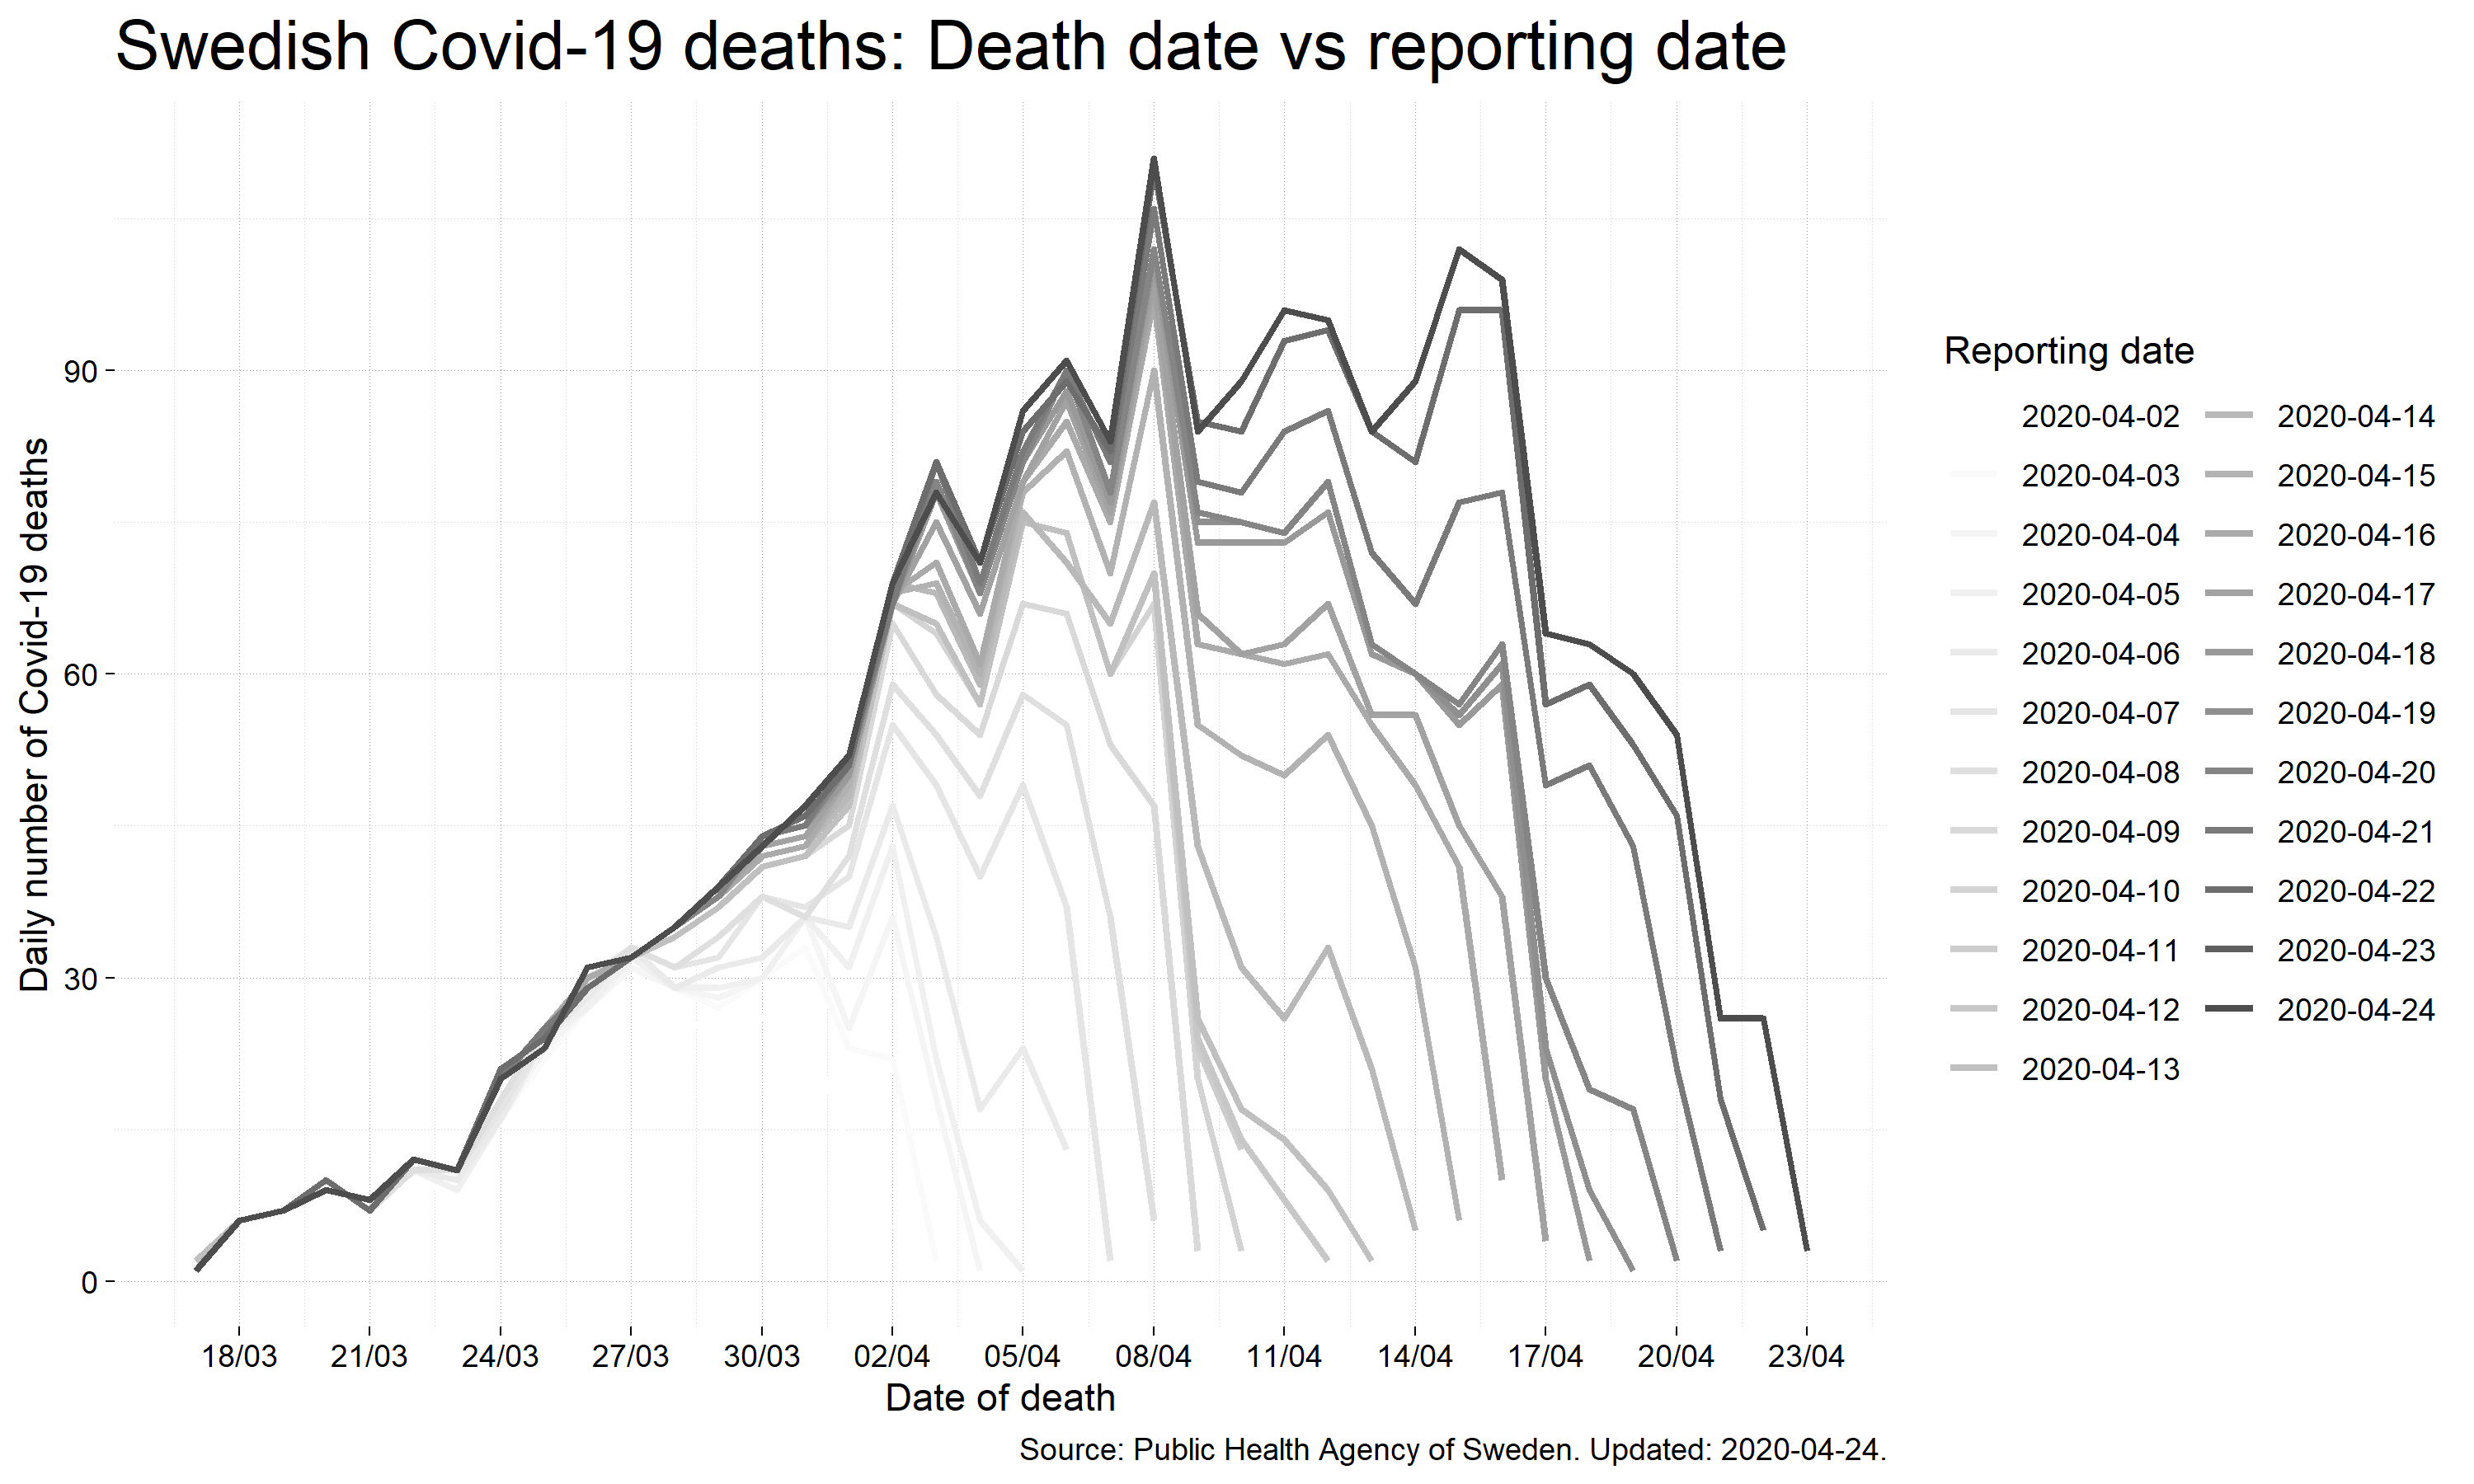 Swedish Covid-19 deaths: Death date vs reporting date
Daily number of Covid-19 deaths
90
60
30
0
18/03 21/03 24/03 27/03 30/03 02/04 05/04 08/04 11/04 14/04 17/04 20/04 23/04
Date of death
Reporting date
2020-04-02 2020-04-14
2020-04-03 2020-04-15
2020-04-04 2020-04-16
2020-04-05 2020-04-17
2020-04-06 2020-04-18
2020-04-07 2020-04-19
2020-04-08 2020-04-20
2020-04-09 2020-04-21
2020-04-10 2020-04-22
2020-04-11 2020-04-23
2020-04-12 2020-04-24
2020-04-13
Source: Public Health Agency of Sweden. Updated: 2020-04-24.